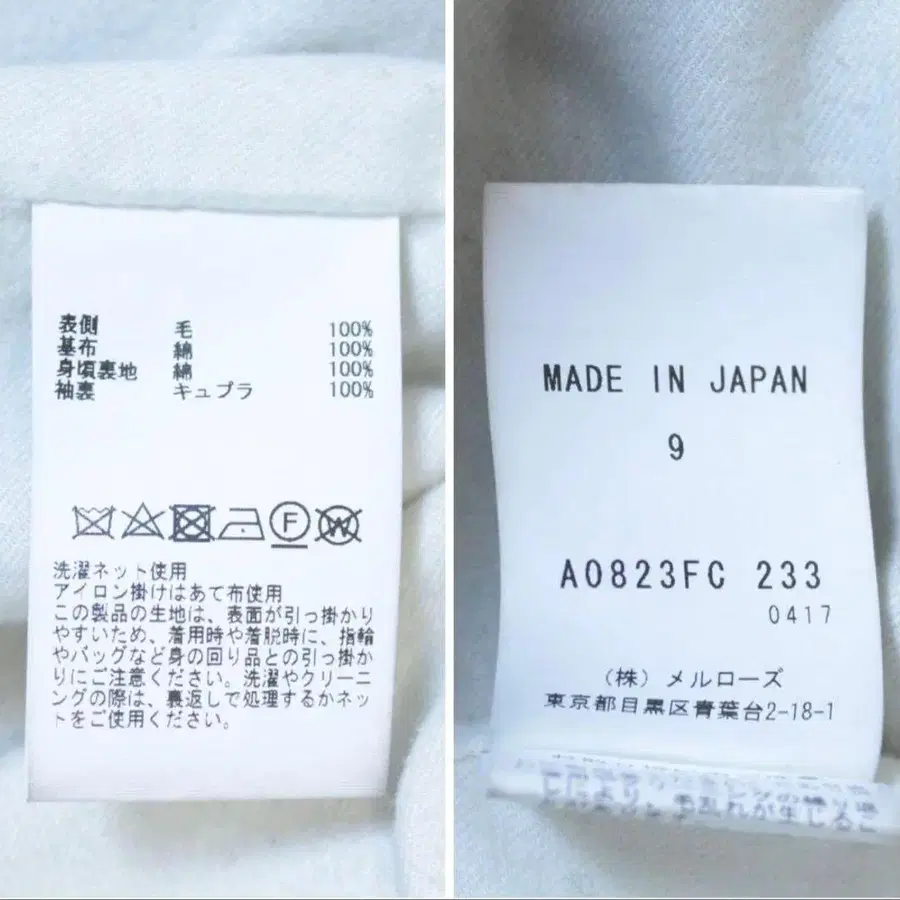 表側 毛 100%
基布 綿 100%
身頃裏地 綿 100%
袖裏 キュプラ 100%
F W
洗濯ネット使用
アイロン掛けはあて布使用
この製品の生地は、表面が引っ掛かり
やすいため、着用時や着脱時に、指輪
やバッグなど身の回り品との引っ掛か
りにご注意ください。洗濯やクリーニ
ングの際は、裏返しで処理するかネッ
トをご使用ください。
MADE IN JAPAN
9
A0823FC 233
0417
(株) メルローズ
東京都目黒区青葉台2-18-1